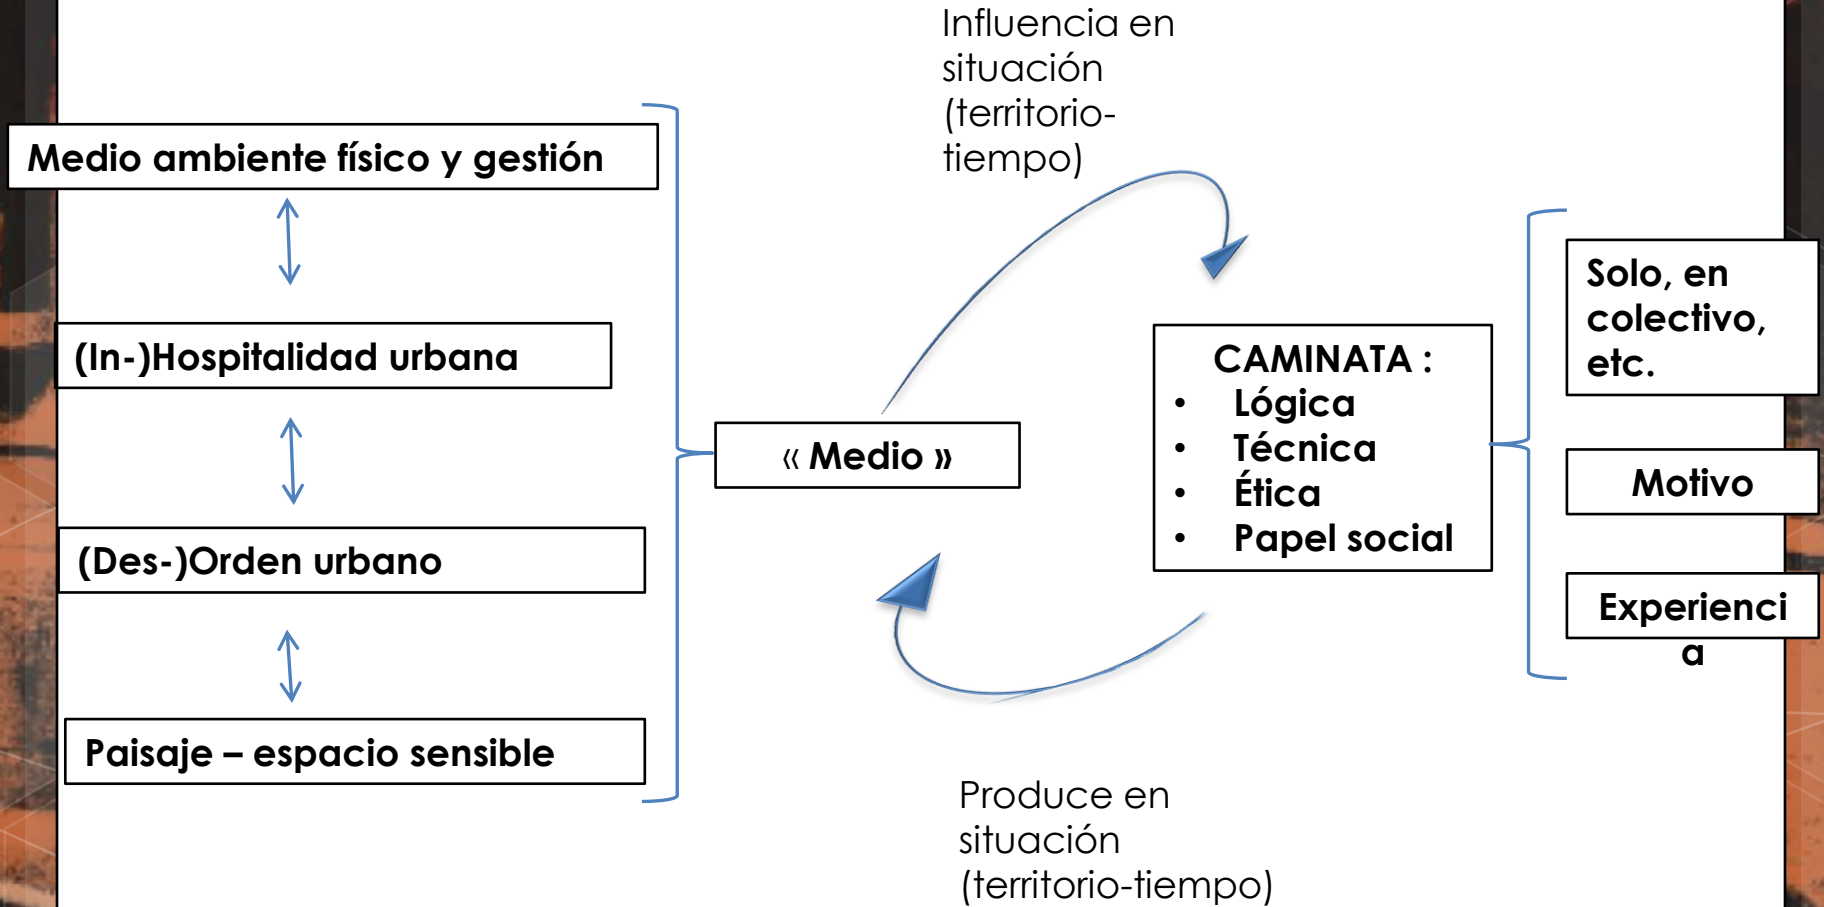 Influencia en
situación
(territorio-
tiempo)
Medio ambiente físico y gestión
(In-)Hospitalidad urbana
(Des-)Orden urbano
Paisaje – espacio sensible
« Medio »
CAMINATA :
• Lógica
• Técnica
• Ética
• Papel social
Solo, en
colectivo,
etc.
Motivo
Experienci
a
Produce en
situación
(territorio-tiempo)